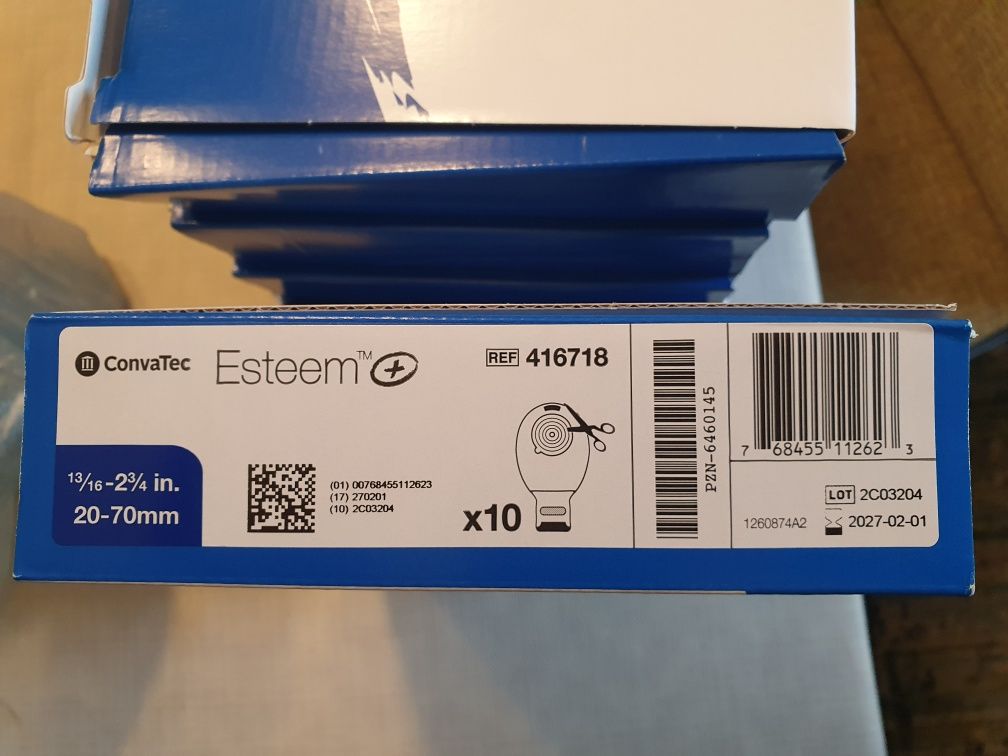 ConvaTec Esteem™+
REF 416718
13/16-2¾ in.
20-70mm
(01) 00768455112623
(17) 270201
(10) 2C03204
x10
PZN-6460145
7 68455 11262 3
LOT 2C03204
1260874A2 2027-02-01